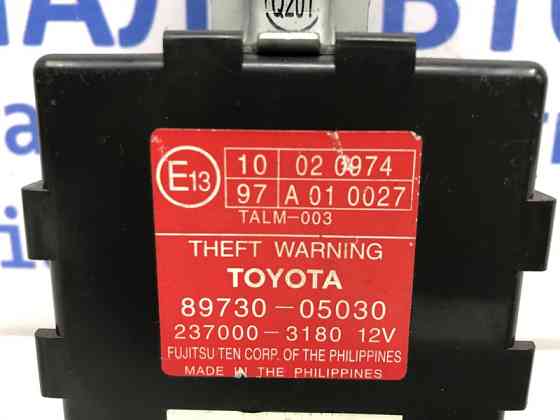 Q201
E13
10 02 0974
97 A 01 0027
TALM-003
THEFT WARNING
TOYOTA
89730-05030
237000-3180 12V
FUJITSU TEN CORP. OF THE PHILIPPINES
MADE IN THE PHILIPPINES